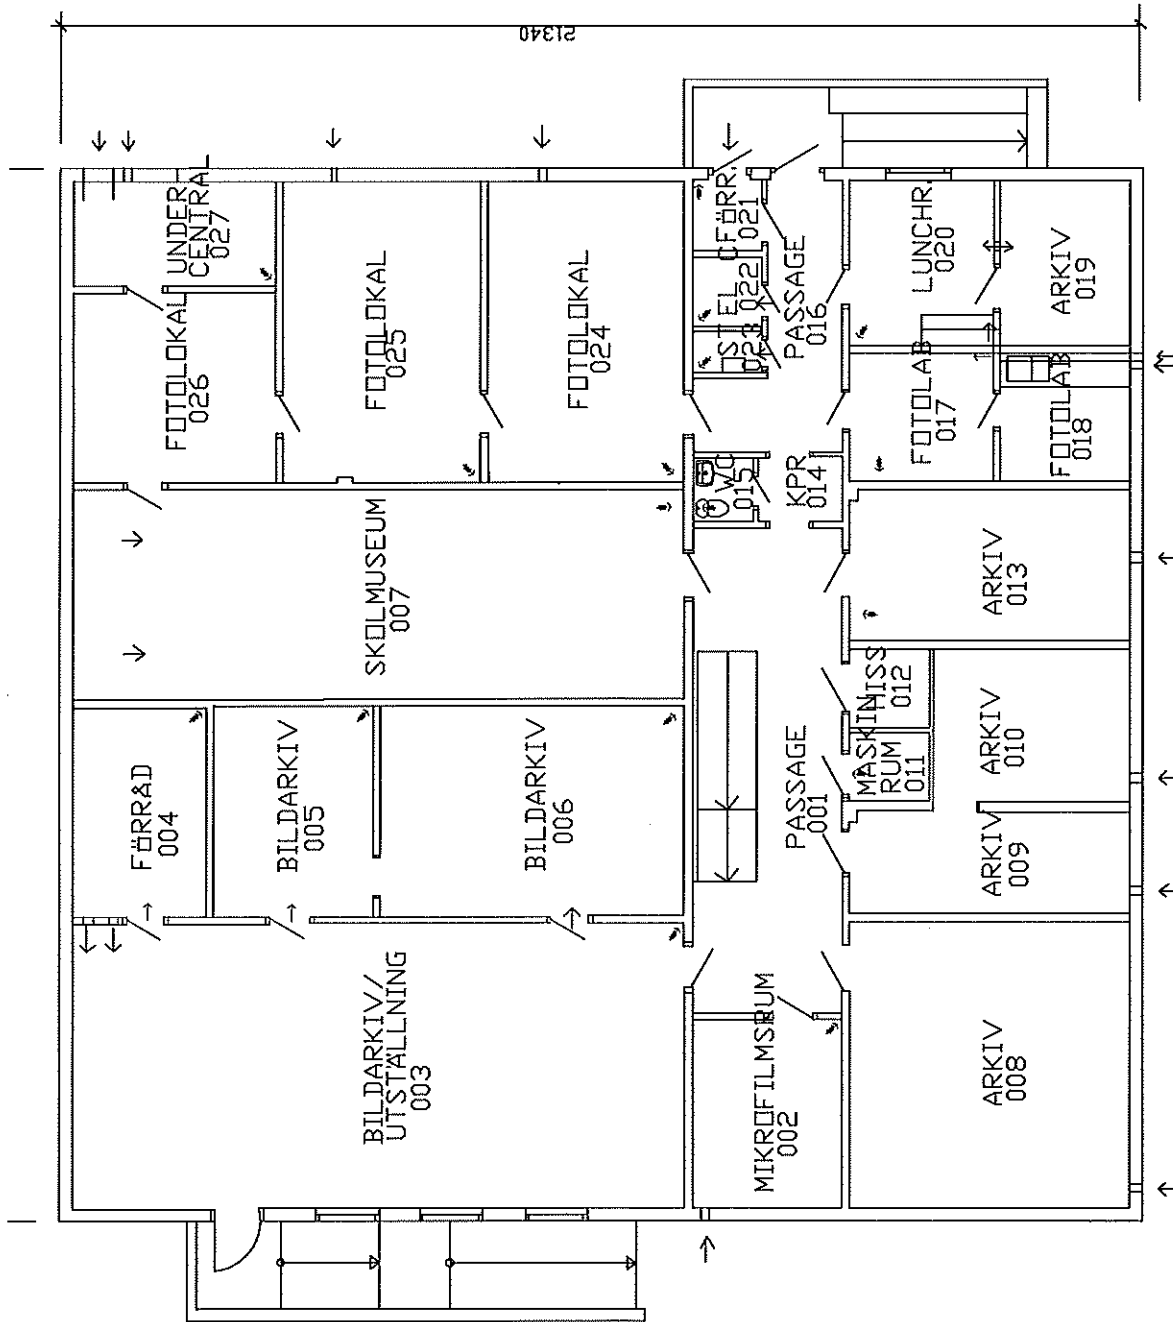 21340
UNDER
CENTRAL
027
FOTOLOKAL
026
FOTOLOKAL
025
FOTOLOKAL
024
FÖRR.
021
EL C
022
ST
023
PASSAGE
016
LUNCHR.
020
ARKIV
019
FOTOLAB
017
FOTOLAB
018
SKOLMUSEUM
007
WC
015
KPR
014
ARKIV
013
FÖRRÅD
004
BILDARKIV
005
BILDARKIV
006
PASSAGE
001
HISS
012
MASKIN
RUM
011
ARKIV
010
ARKIV
009
BILDARKIV/
UTSTÄLLNING
003
MIKROFILMSRUM
002
ARKIV
008